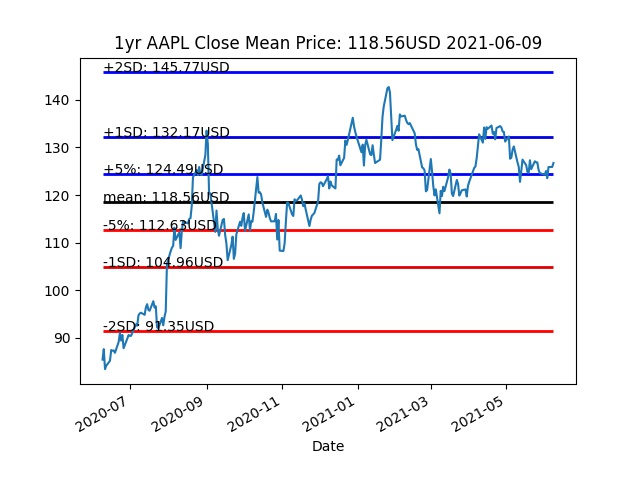 1yr AAPL Close Mean Price: 118.56USD 2021-06-09
+2SD: 145.77USD
140
+1SD: 132.17USD
130
+5%: 124.49USD
120
mean: 118.56USD
-5%: 112.63USD
110
-1SD: 104.96USD
100
-2SD: 91.35USD
90
2020-07
2020-09
2020-11
2021-01
2021-03
2021-05
Date